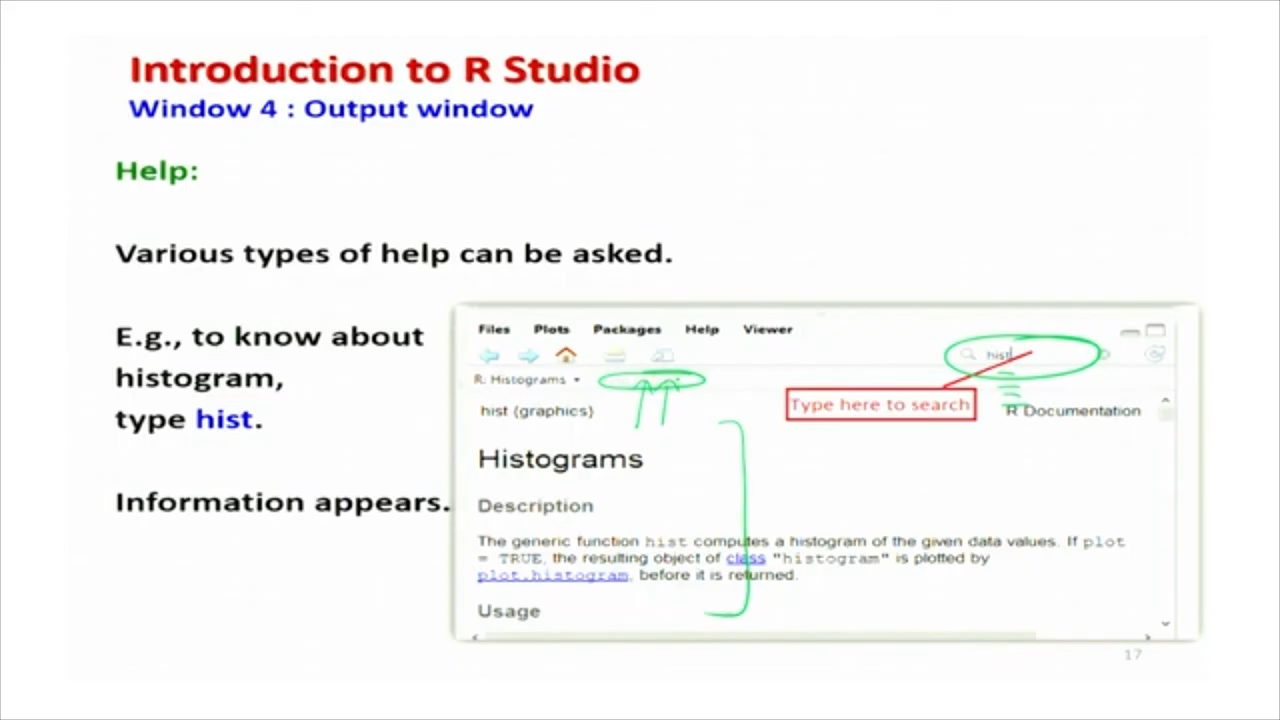 Introduction to R Studio
Window 4 : Output window
Help:
Various types of help can be asked.
E.g., to know about
histogram,
type hist.
Information appears.
Files Plots Packages Help Viewer
hist
R: Histograms
Type here to search
hist (graphics)
R Documentation
Histograms
Description
The generic function hist computes a histogram of the given data values. If plot
= TRUE, the resulting object of class "histogram" is plotted by
plot.histogram, before it is returned.
Usage
17